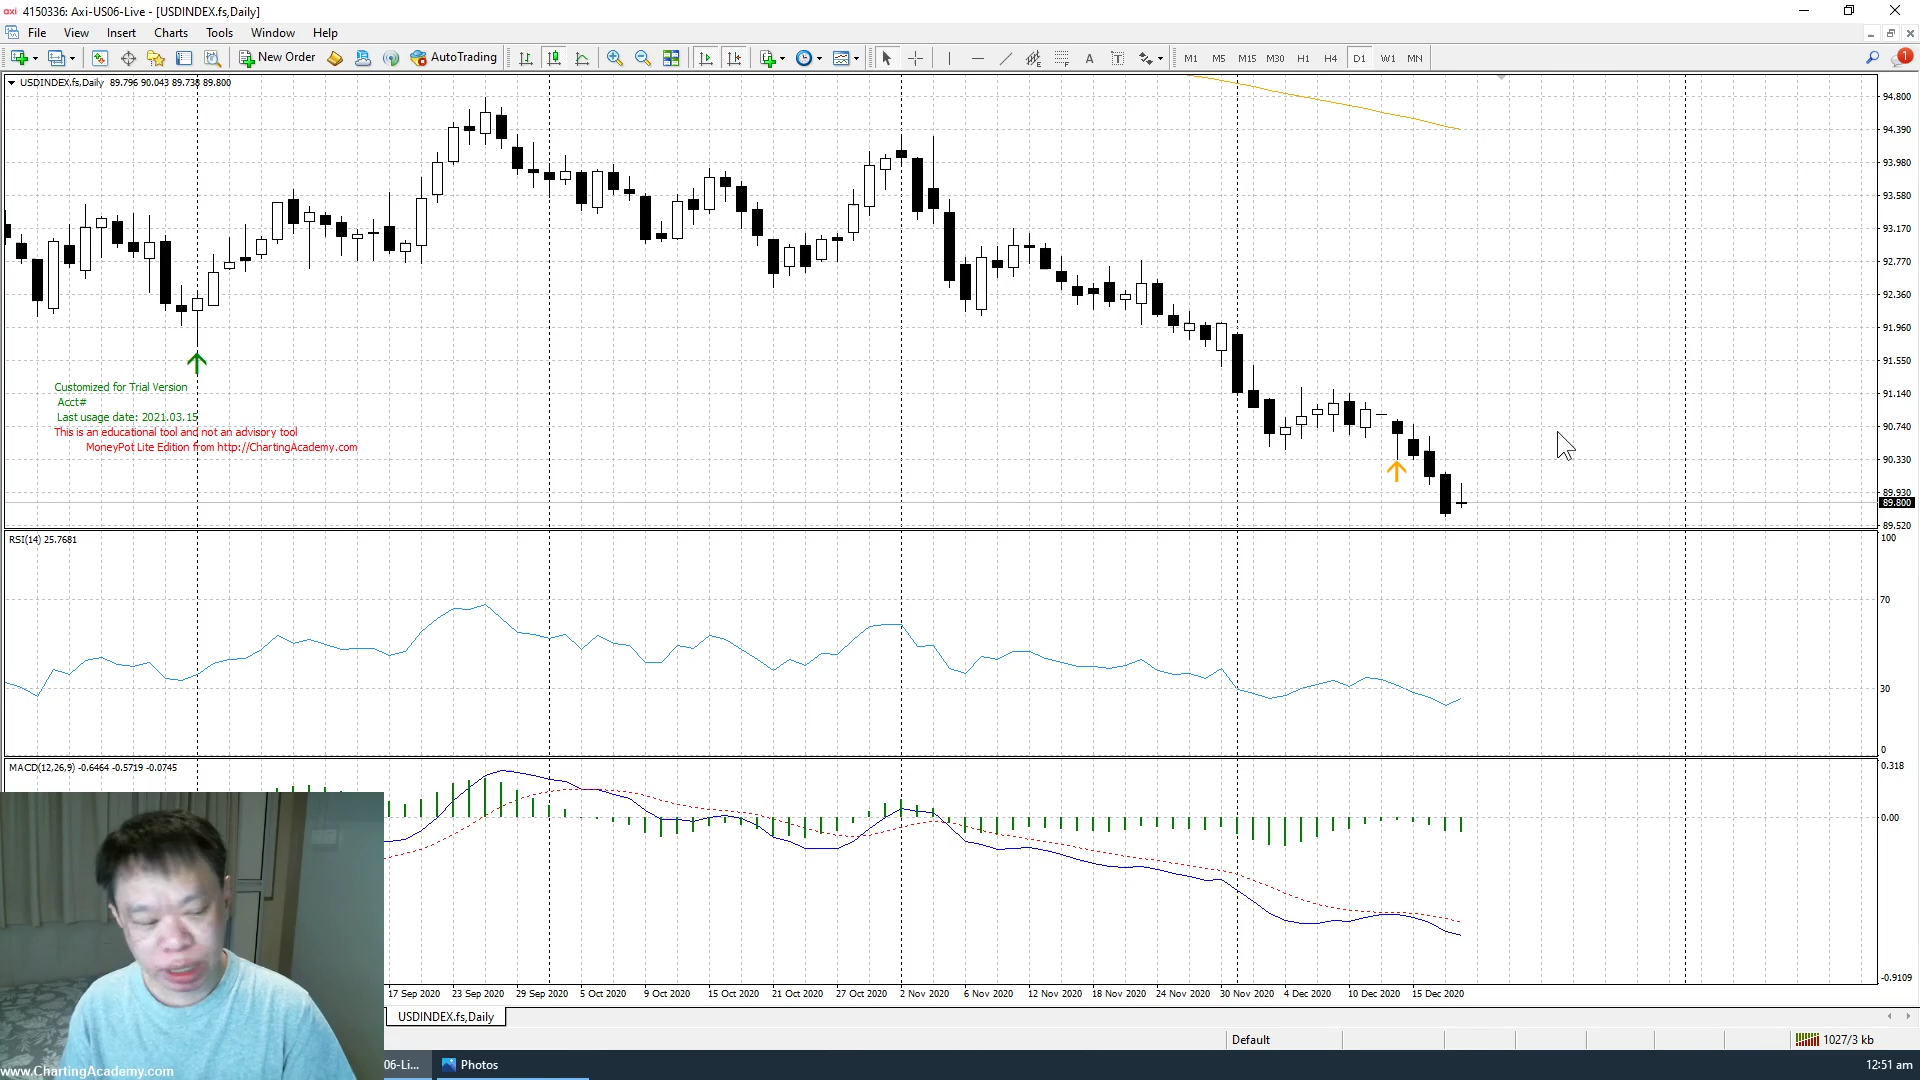 axi 4150336: Axi-US06-Live - [USDINDEX.fs,Daily]
File View Insert Charts Tools Window Help
New Order AutoTrading A T M1 M5 M15 M30 H1 H4 D1 W1 MN 1
USDINDEX.fs,Daily 89.796 90.043 89.738 89.800
94.800
94.390
93.980
93.580
93.170
92.770
92.360
91.960
91.550
91.140
90.740
90.330
89.930
89.800
89.520
Customized for Trial Version
Acct#
Last usage date: 2021.03.15
This is an educational tool and not an advisory tool
MoneyPot Lite Edition from http://ChartingAcademy.com
RSI(14) 25.7681
100
70
30
0
MACD(12,26,9) -0.6464 -0.5719 -0.0745
0.318
0.00
-0.9109
17 Sep 2020 23 Sep 2020 29 Sep 2020 5 Oct 2020 9 Oct 2020 15 Oct 2020 21 Oct 2020 27 Oct 2020 2 Nov 2020 6 Nov 2020 12 Nov 2020 18 Nov 2020 24 Nov 2020 30 Nov 2020 4 Dec 2020 10 Dec 2020 15 Dec 2020
USDINDEX.fs,Daily
Default 1027/3 kb
06-Li... Photos 12:51 am
www.ChartingAcademy.com